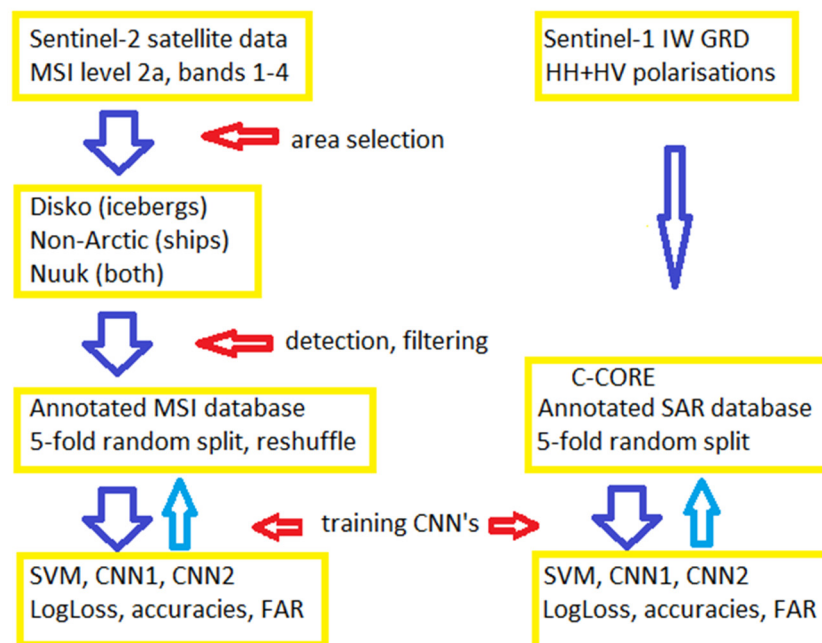 Sentinel-2 satellite data
MSI level 2a, bands 1-4
Sentinel-1 IW GRD
HH+HV polarisations
area selection
Disko (icebergs)
Non-Arctic (ships)
Nuuk (both)
detection, filtering
Annotated MSI database
5-fold random split, reshuffle
C-CORE
Annotated SAR database
5-fold random split
training CNN's
SVM, CNN1, CNN2
LogLoss, accuracies, FAR
SVM, CNN1, CNN2
LogLoss, accuracies, FAR